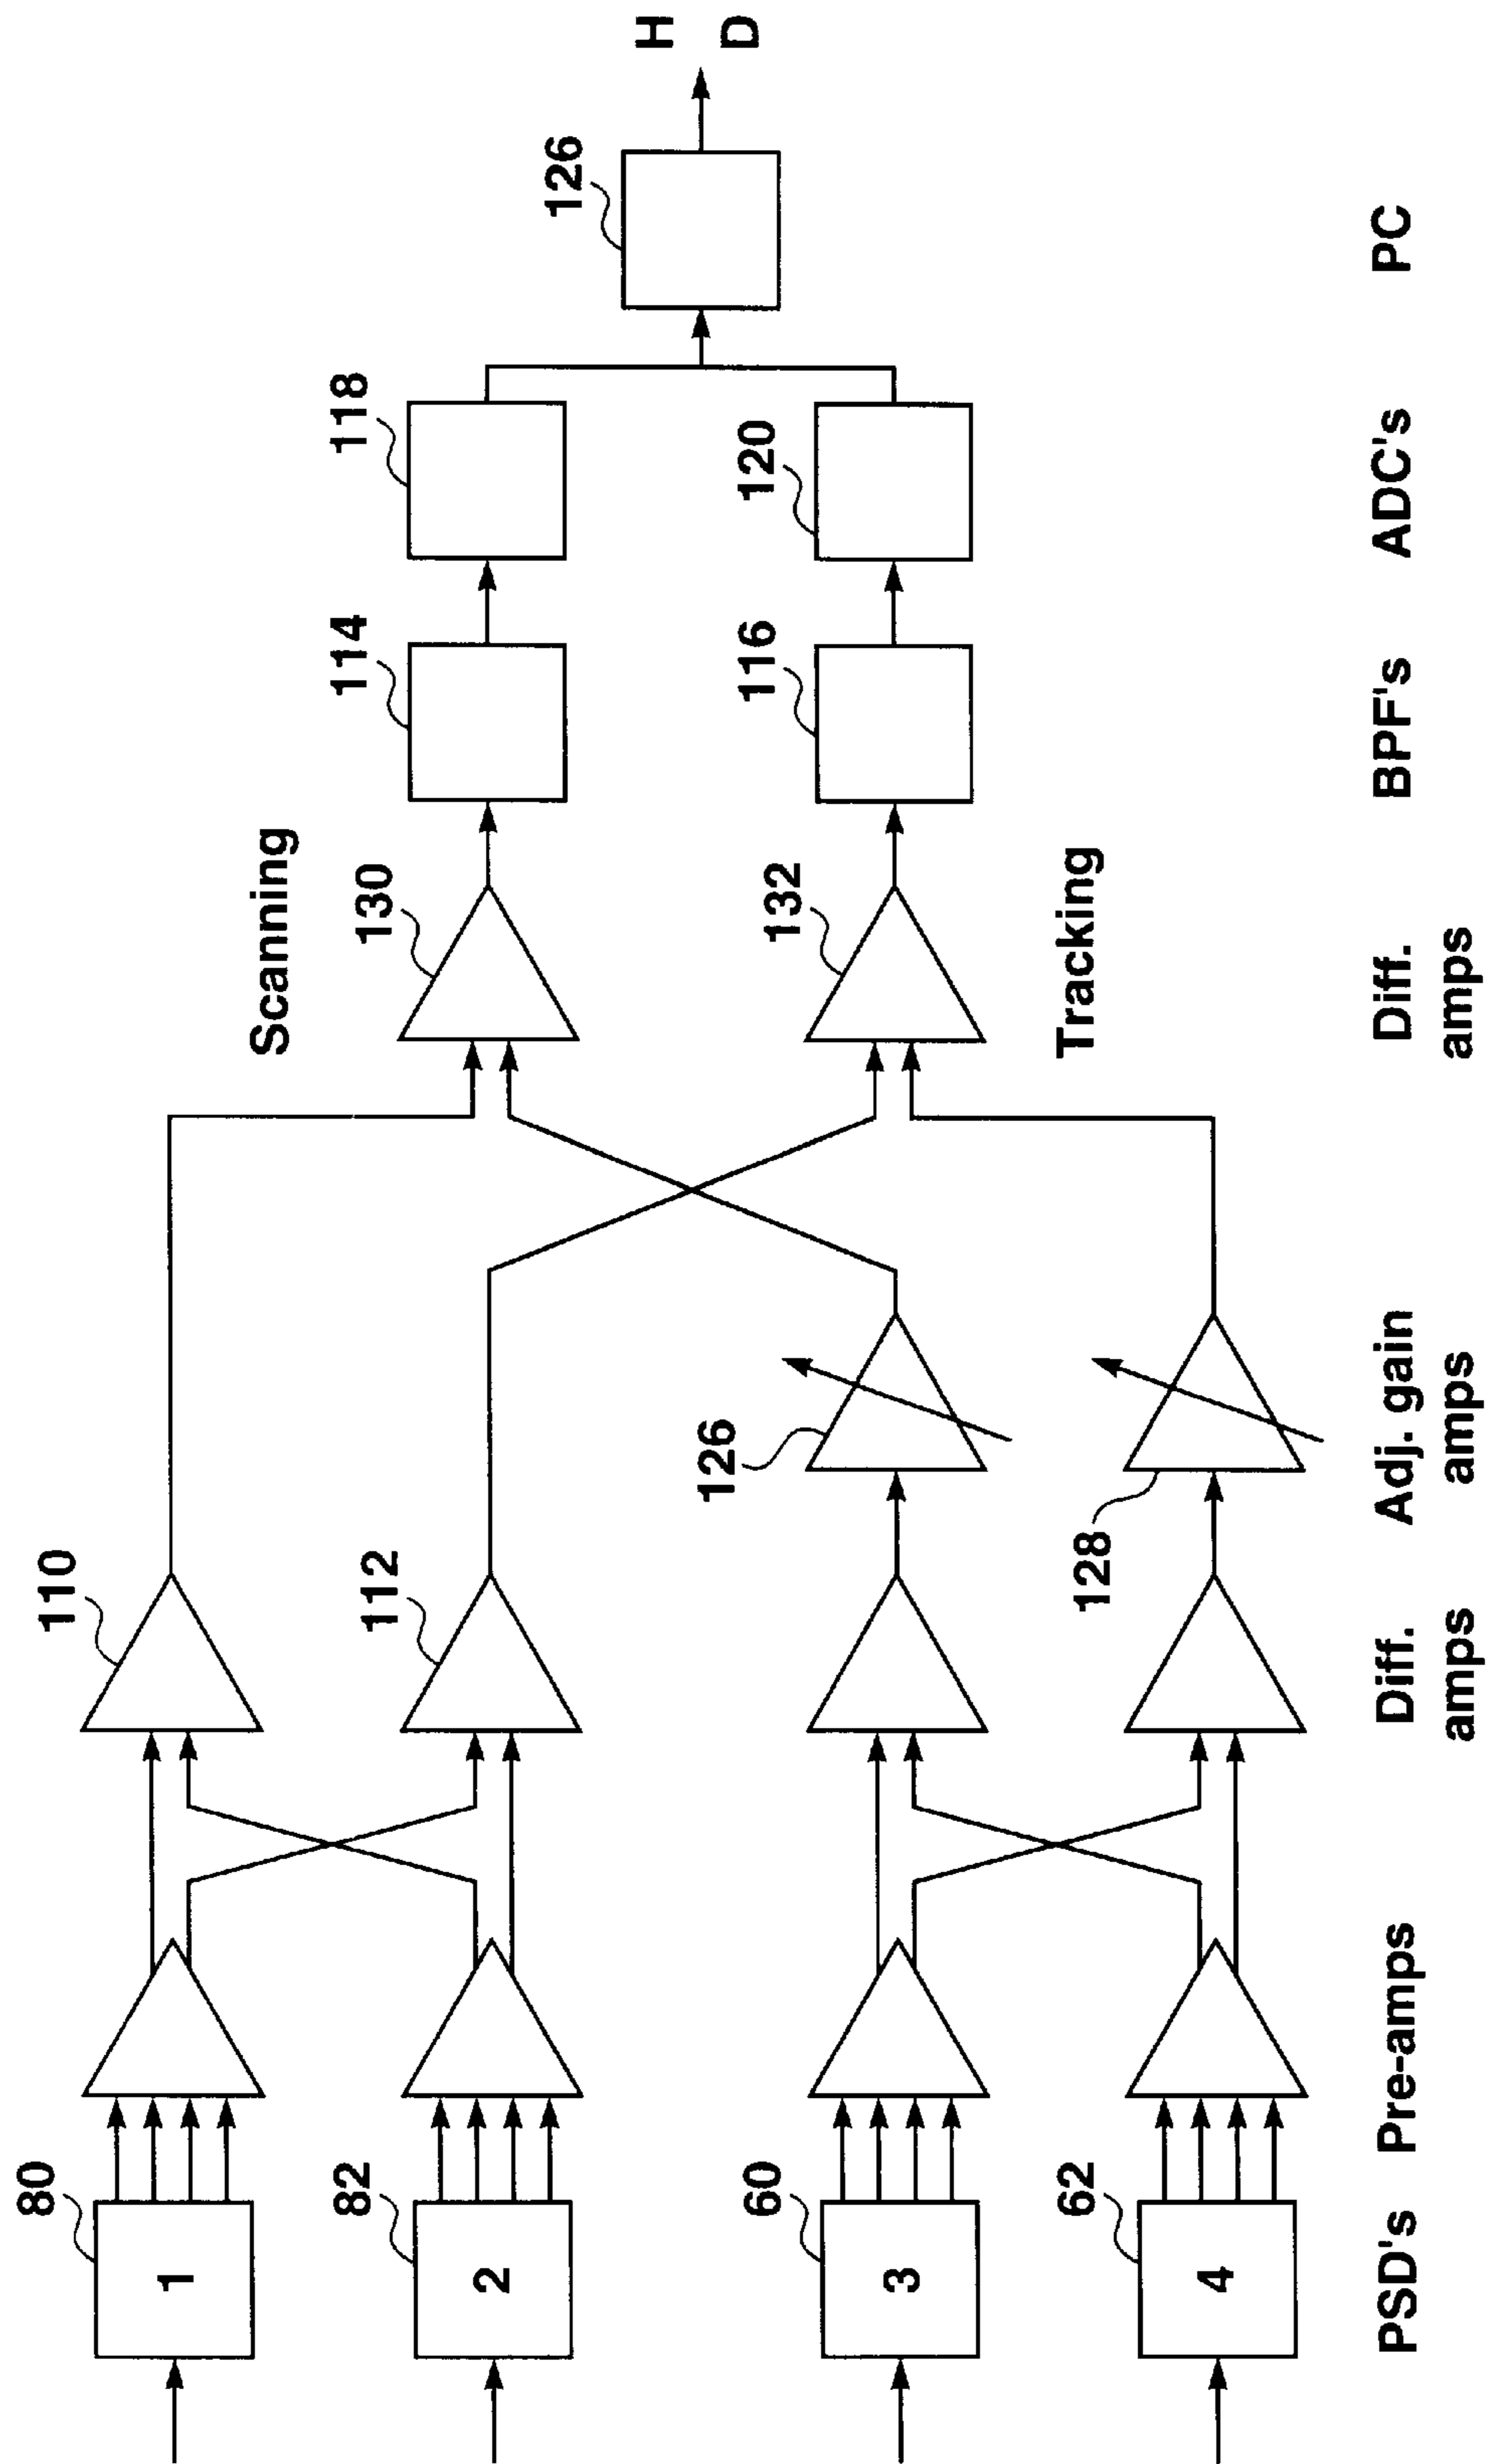 H
D
126
118
120
114
116
Scanning
130
132
Tracking
126
128
110
112
80
82
60
62
1
2
3
4
PSD's
Pre-amps
Diff.
amps
Adj. gain
amps
Diff.
amps
BPF's
ADC's
PC